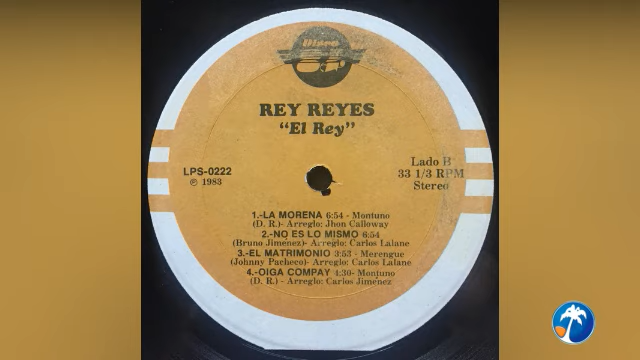 Disco
REY REYES
"El Rey"
LPS-0222
© 1983
Lado B
33 1/3 RPM
Stereo
1.-LA MORENA 6:54 - Montuno
(D. R.)- Arreglo: Jhon Calloway
2.-NO ES LO MISMO 6:54
(Bruno Jiménez)- Arreglo: Carlos Lalane
3.-EL MATRIMONIO 3:53 - Merengue
(Johnny Pacheco)- Arreglo: Carlos Lalane
4.-OIGA COMPAY 4:30- Montuno
(D. R.) - Arreglo: Carlos Jiménez